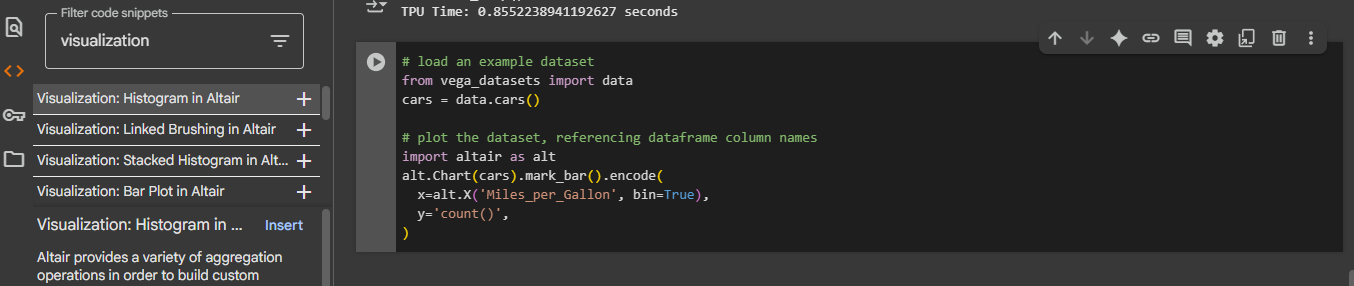 Filter code snippets
visualization
Visualization: Histogram in Altair
Visualization: Linked Brushing in Altair
Visualization: Stacked Histogram in Alt...
Visualization: Bar Plot in Altair
Visualization: Histogram in ... Insert
Altair provides a variety of aggregation
operations in order to build custom
TPU Time: 0.8552238941192627 seconds
# load an example dataset
from vega_datasets import data
cars = data.cars()
# plot the dataset, referencing dataframe column names
import altair as alt
alt.Chart(cars).mark_bar().encode(
  x=alt.X('Miles_per_Gallon', bin=True),
  y='count()',
)